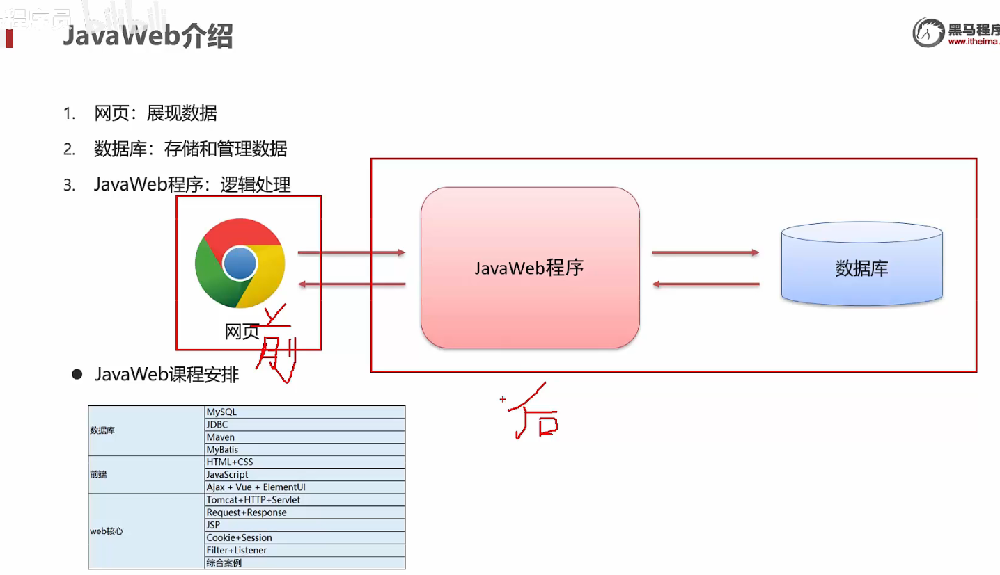 程序员 bilibili
JavaWeb介绍
黑马程序
www.itheima.
1. 网页：展现数据
2. 数据库：存储和管理数据
3. JavaWeb程序：逻辑处理
JavaWeb程序
数据库
网页
前
后
● JavaWeb课程安排
数据库
MySQL
JDBC
Maven
MyBatis
前端
HTML+CSS
JavaScript
Ajax + Vue + ElementUI
web核心
Tomcat+HTTP+Servlet
Request+Response
JSP
Cookie+Session
Filter+Listener
综合案例